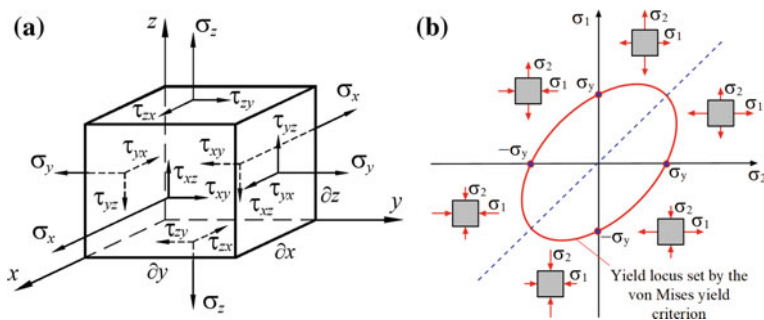 (a)
z
σz
τzy
τzx
σx
τyz
τyx
τxy
σy
τxz
σy
τyz
τxy
τyx
∂z
y
τxz
σx
τzy
τzx
x
∂y
∂x
σz
(b)
σ1
σ2
σ1
σ2
σ1
σy
σ2
σ1
−σy
σy
σ2
σ2
σ1
−σy
σ2
σ1
σ2
σ1
Yield locus set by the
von Mises yield
criterion